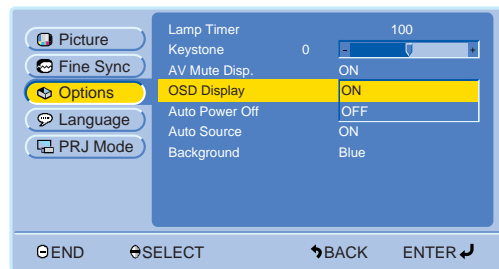 Picture
Fine Sync
Options
Language
PRJ Mode
Lamp Timer 100
Keystone 0 - +
AV Mute Disp. ON
OSD Display ON
Auto Power Off OFF
Auto Source ON
Background Blue
END SELECT BACK ENTER